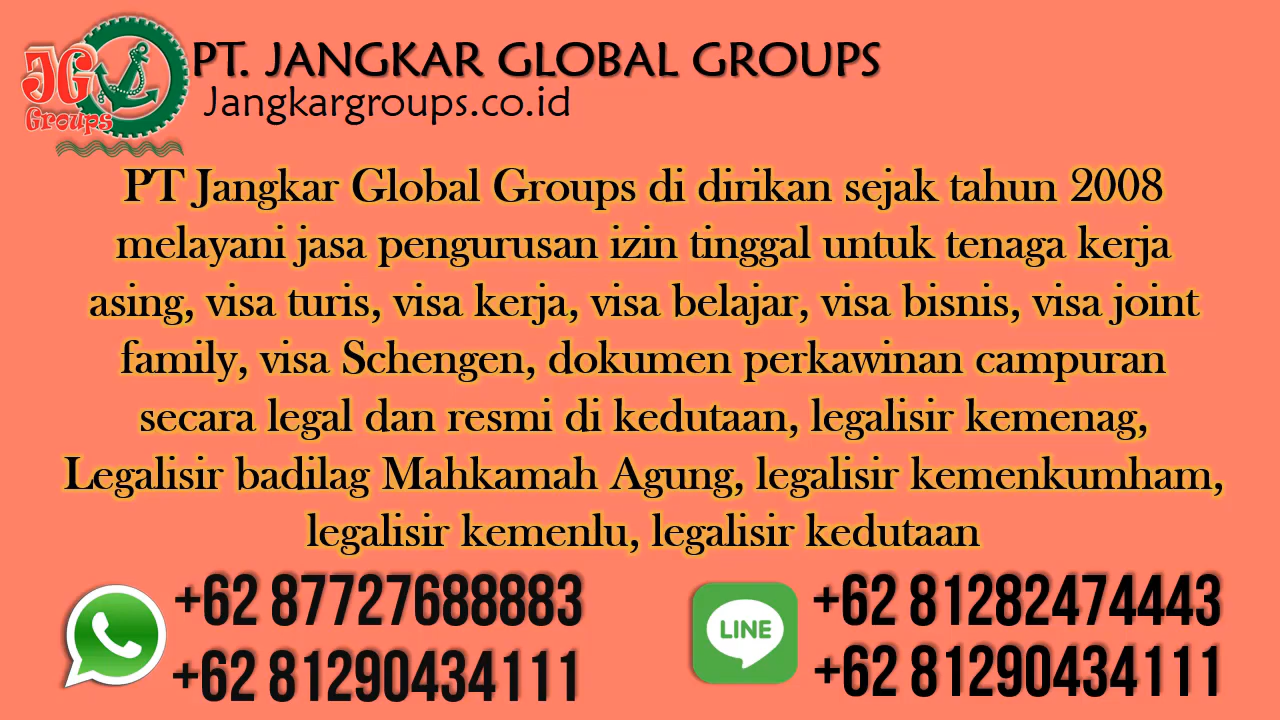 JG
Groups
PT. JANGKAR GLOBAL GROUPS
Jangkargroups.co.id
PT Jangkar Global Groups di dirikan sejak tahun 2008
melayani jasa pengurusan izin tinggal untuk tenaga kerja
asing, visa turis, visa kerja, visa belajar, visa bisnis, visa joint
family, visa Schengen, dokumen perkawinan campuran
secara legal dan resmi di kedutaan, legalisir kemenag,
Legalisir badilag Mahkamah Agung, legalisir kemenkumham,
legalisir kemenlu, legalisir kedutaan
+62 87727688883
+62 81290434111
LINE
+62 81282474443
+62 81290434111